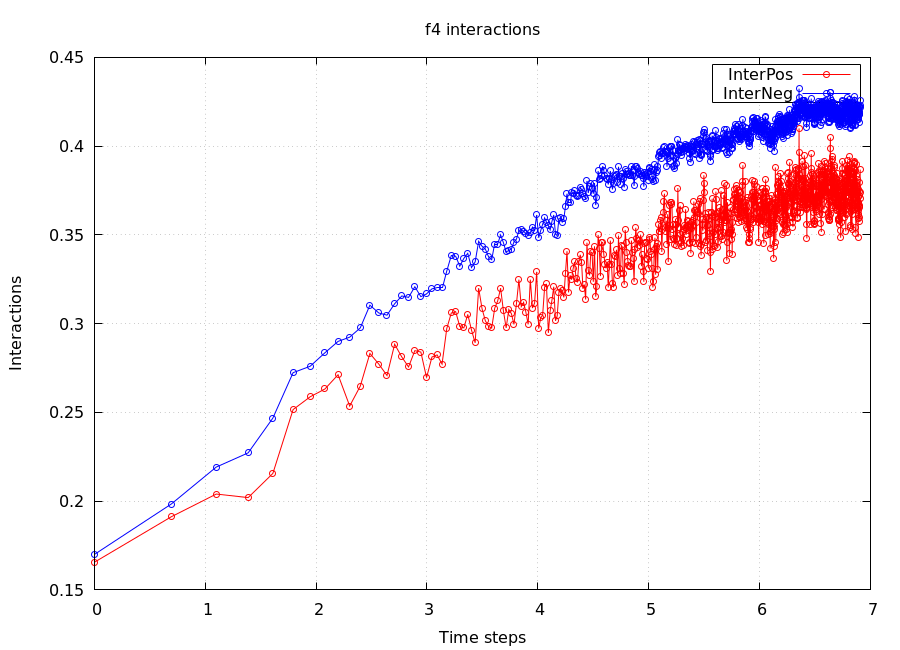 f4 interactions
InterPos
InterNeg
0.45
0.4
0.35
0.3
0.25
0.2
0.15
Interactions
0 1 2 3 4 5 6 7
Time steps